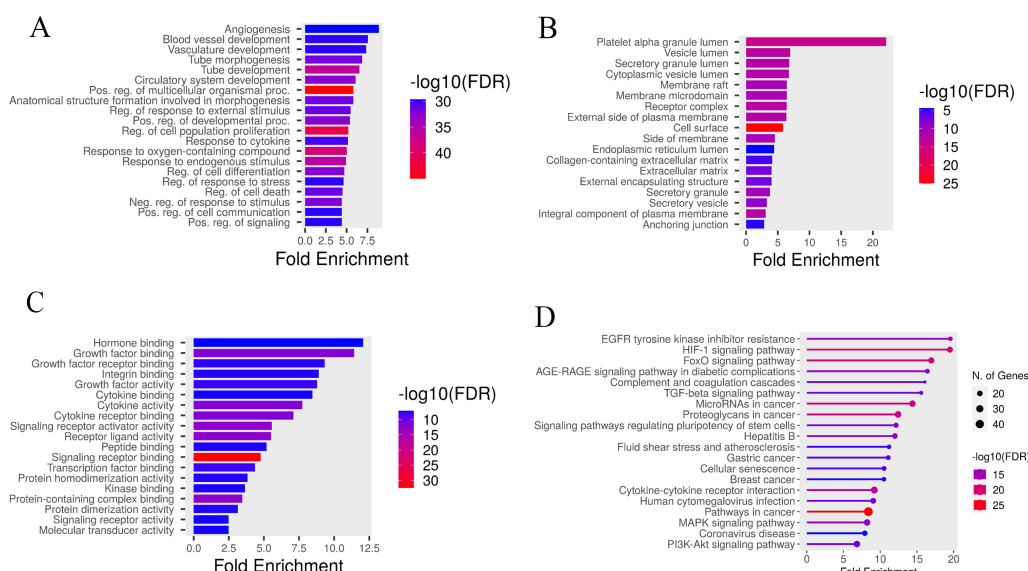 A
Angiogenesis
Blood vessel development
Vasculature development
Tube morphogenesis
Tube development
Circulatory system development
Pos. reg. of multicellular organismal proc.
Anatomical structure formation involved in morphogenesis
Reg. of response to external stimulus
Pos. reg. of developmental proc.
Reg. of cell population proliferation
Response to cytokine
Response to oxygen-containing compound
Response to endogenous stimulus
Reg. of cell differentiation
Reg. of response to stress
Reg. of cell death
Neg. reg. of response to stimulus
Pos. reg. of cell communication
Pos. reg. of signaling
0.0 2.5 5.0 7.5
Fold Enrichment
-log10(FDR)
30
35
40
B
Platelet alpha granule lumen
Vesicle lumen
Secretory granule lumen
Cytoplasmic vesicle lumen
Membrane raft
Membrane microdomain
Receptor complex
External side of plasma membrane
Cell surface
Side of membrane
Endoplasmic reticulum lumen
Collagen-containing extracellular matrix
Extracellular matrix
External encapsulating structure
Secretory granule
Secretory vesicle
Integral component of plasma membrane
Anchoring junction
0 5 10 15 20
Fold Enrichment
-log10(FDR)
5
10
15
20
25
C
Hormone binding
Growth factor binding
Growth factor receptor binding
Integrin binding
Growth factor activity
Cytokine binding
Cytokine activity
Cytokine receptor binding
Signaling receptor activator activity
Receptor ligand activity
Peptide binding
Signaling receptor binding
Transcription factor binding
Protein homodimerization activity
Kinase binding
Protein-containing complex binding
Protein dimerization activity
Signaling receptor activity
Molecular transducer activity
0.0 2.5 5.0 7.5 10.0 12.5
Fold Enrichment
-log10(FDR)
10
15
20
25
30
D
EGFR tyrosine kinase inhibitor resistance
HIF-1 signaling pathway
FoxO signaling pathway
AGE-RAGE signaling pathway in diabetic complications
Complement and coagulation cascades
TGF-beta signaling pathway
MicroRNAs in cancer
Proteoglycans in cancer
Signaling pathways regulating pluripotency of stem cells
Hepatitis B
Fluid shear stress and atherosclerosis
Gastric cancer
Cellular senescence
Breast cancer
Cytokine-cytokine receptor interaction
Human cytomegalovirus infection
Pathways in cancer
MAPK signaling pathway
Coronavirus disease
PI3K-Akt signaling pathway
0 5 10 15 20
Fold Enrichment
N. of Genes
20
30
40
-log10(FDR)
15
20
25